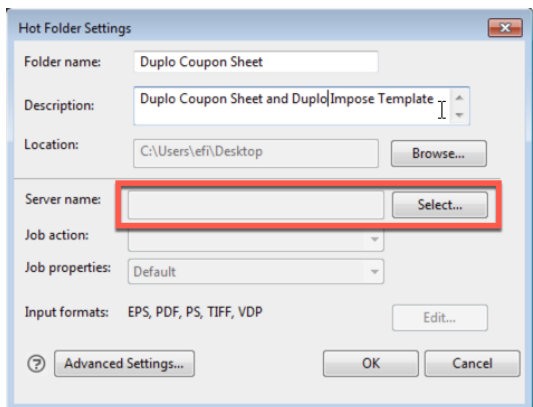 Hot Folder Settings
Folder name: Duplo Coupon Sheet
Description: Duplo Coupon Sheet and Duplo Impose Template
Location: C:\Users\efi\Desktop Browse...
Server name: Select...
Job action:
Job properties: Default
Input formats: EPS, PDF, PS, TIFF, VDP Edit...
? Advanced Settings... OK Cancel